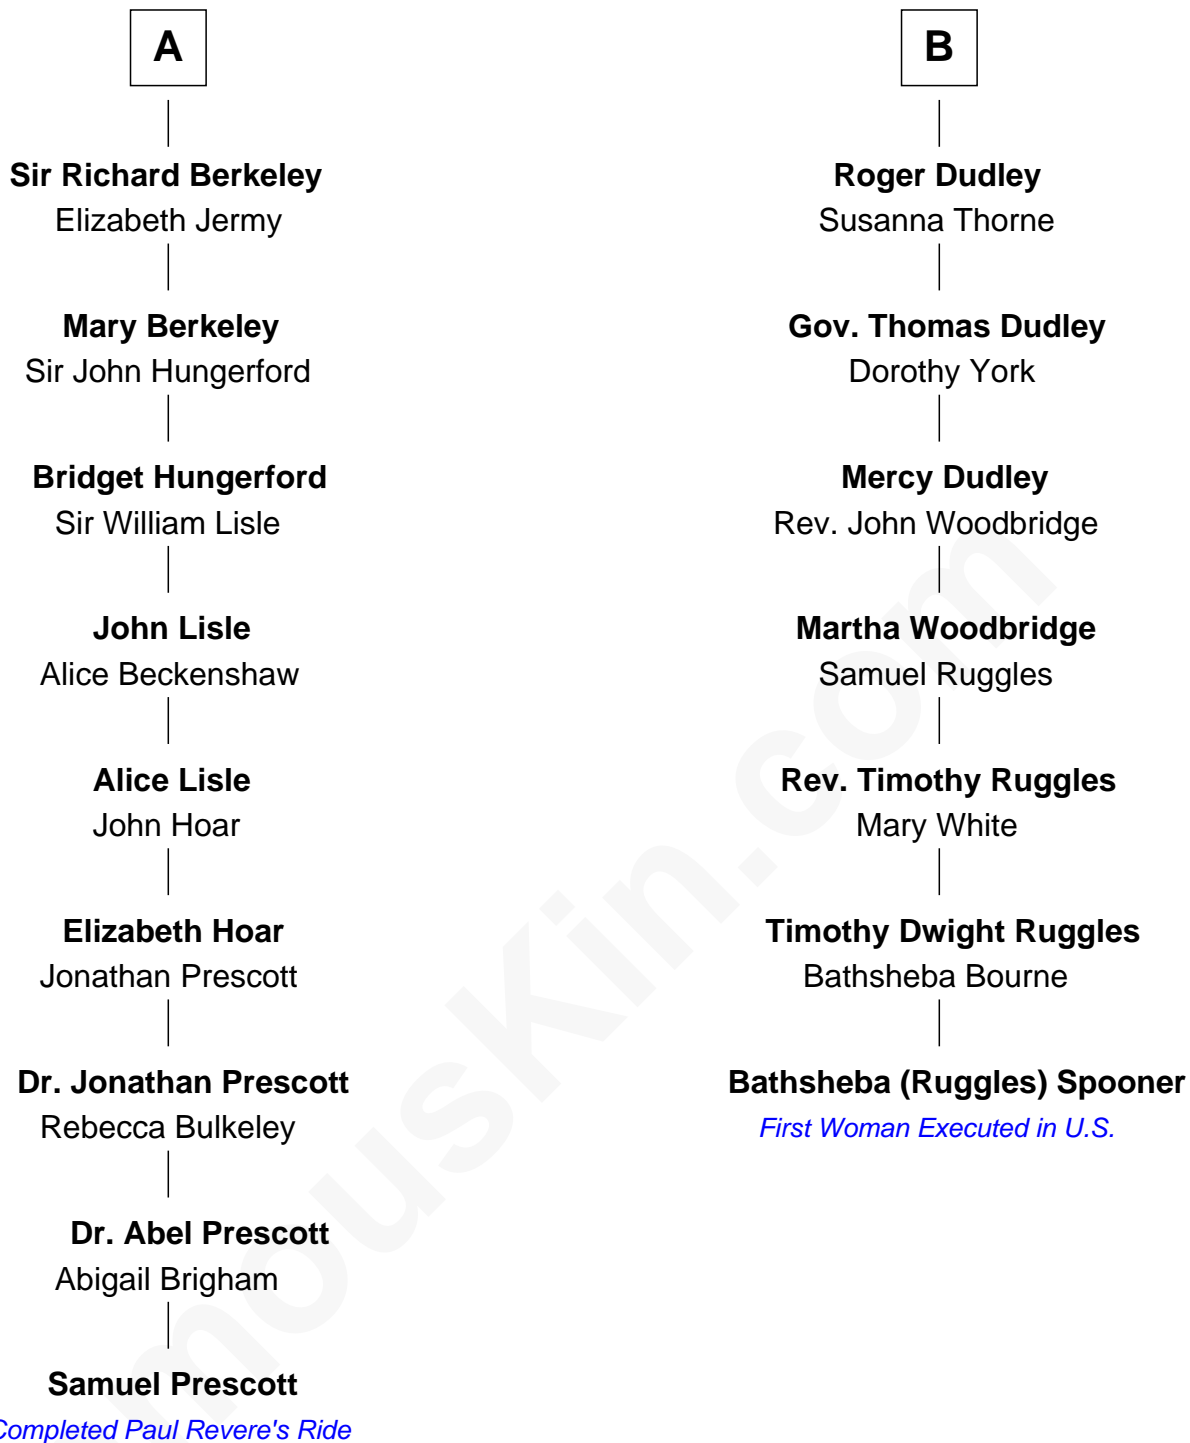 A
Sir Richard Berkeley
Elizabeth Jermy
Mary Berkeley
Sir John Hungerford
Bridget Hungerford
Sir William Lisle
John Lisle
Alice Beckenshaw
Alice Lisle
John Hoar
Elizabeth Hoar
Jonathan Prescott
Dr. Jonathan Prescott
Rebecca Bulkeley
Dr. Abel Prescott
Abigail Brigham
Samuel Prescott
Completed Paul Revere's Ride
B
Roger Dudley
Susanna Thorne
Gov. Thomas Dudley
Dorothy York
Mercy Dudley
Rev. John Woodbridge
Martha Woodbridge
Samuel Ruggles
Rev. Timothy Ruggles
Mary White
Timothy Dwight Ruggles
Bathsheba Bourne
Bathsheba (Ruggles) Spooner
First Woman Executed in U.S.
mousKin.com